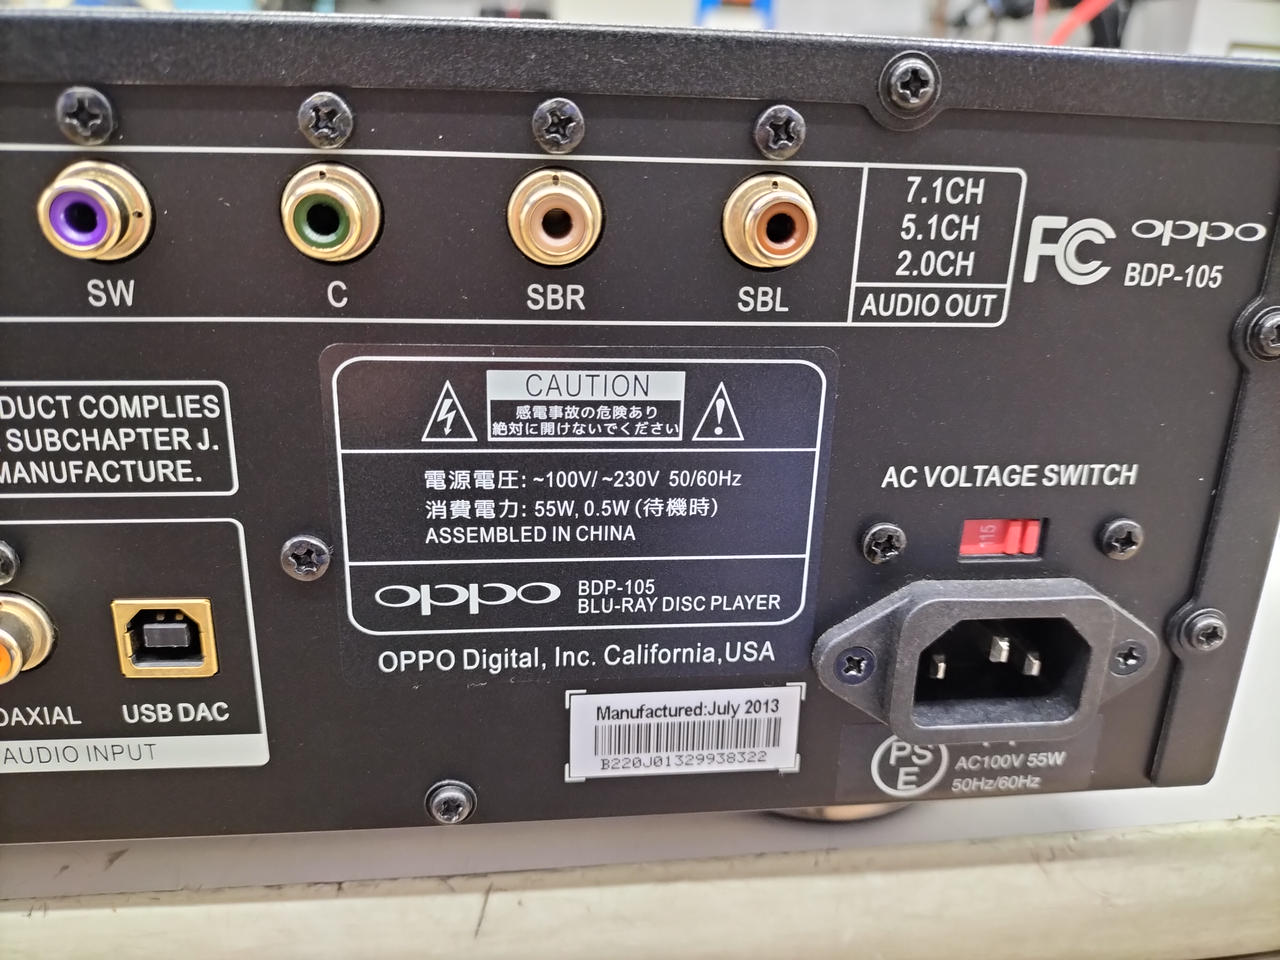 SW
C
SBR
SBL
7.1CH
5.1CH
2.0CH
AUDIO OUT
FC
oppo
BDP-105
DUCT COMPLIES
SUBCHAPTER J.
MANUFACTURE.
CAUTION
感電事故の危険あり
絶対に開けないでください
電源電圧: ~100V/ ~230V 50/60Hz
消費電力: 55W, 0.5W (待機時)
ASSEMBLED IN CHINA
oppo BDP-105
BLU-RAY DISC PLAYER
OPPO Digital, Inc. California,USA
AC VOLTAGE SWITCH
115
OAXIAL
USB DAC
AUDIO INPUT
Manufactured:July 2013
B220J01329938322
PS
E
AC100V 55W
50Hz/60Hz